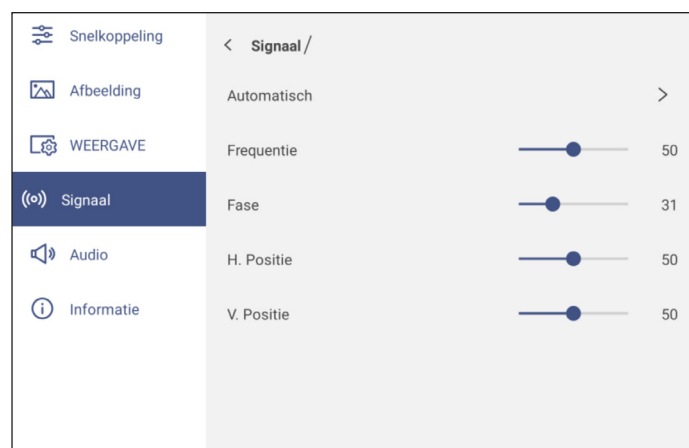 Snelkoppeling
Afbeelding
WEERGAVE
Signaal
Audio
Informatie
< Signaal /
Automatisch >
Frequentie 50
Fase 31
H. Positie 50
V. Positie 50